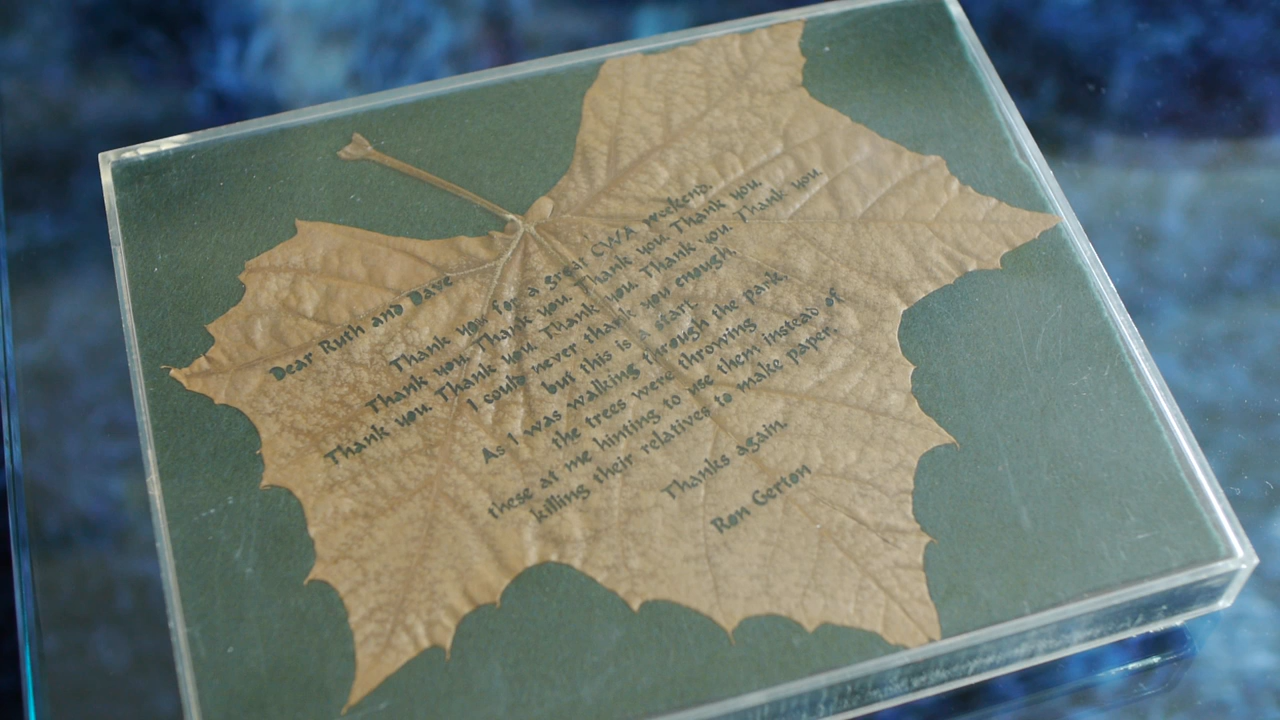 Dear Ruth and Dave
Thank you for a great CWA weekend.
Thank you. Thank you. Thank you. Thank you. Thank you.
Thank you. Thank you. Thank you. Thank you. Thank you.
I could never thank you enough,
but this is a start.
As I was walking through the park,
the trees were throwing
these at me hinting to use them instead of
killing their relatives to make paper.
Thanks again.
Ron Gerton